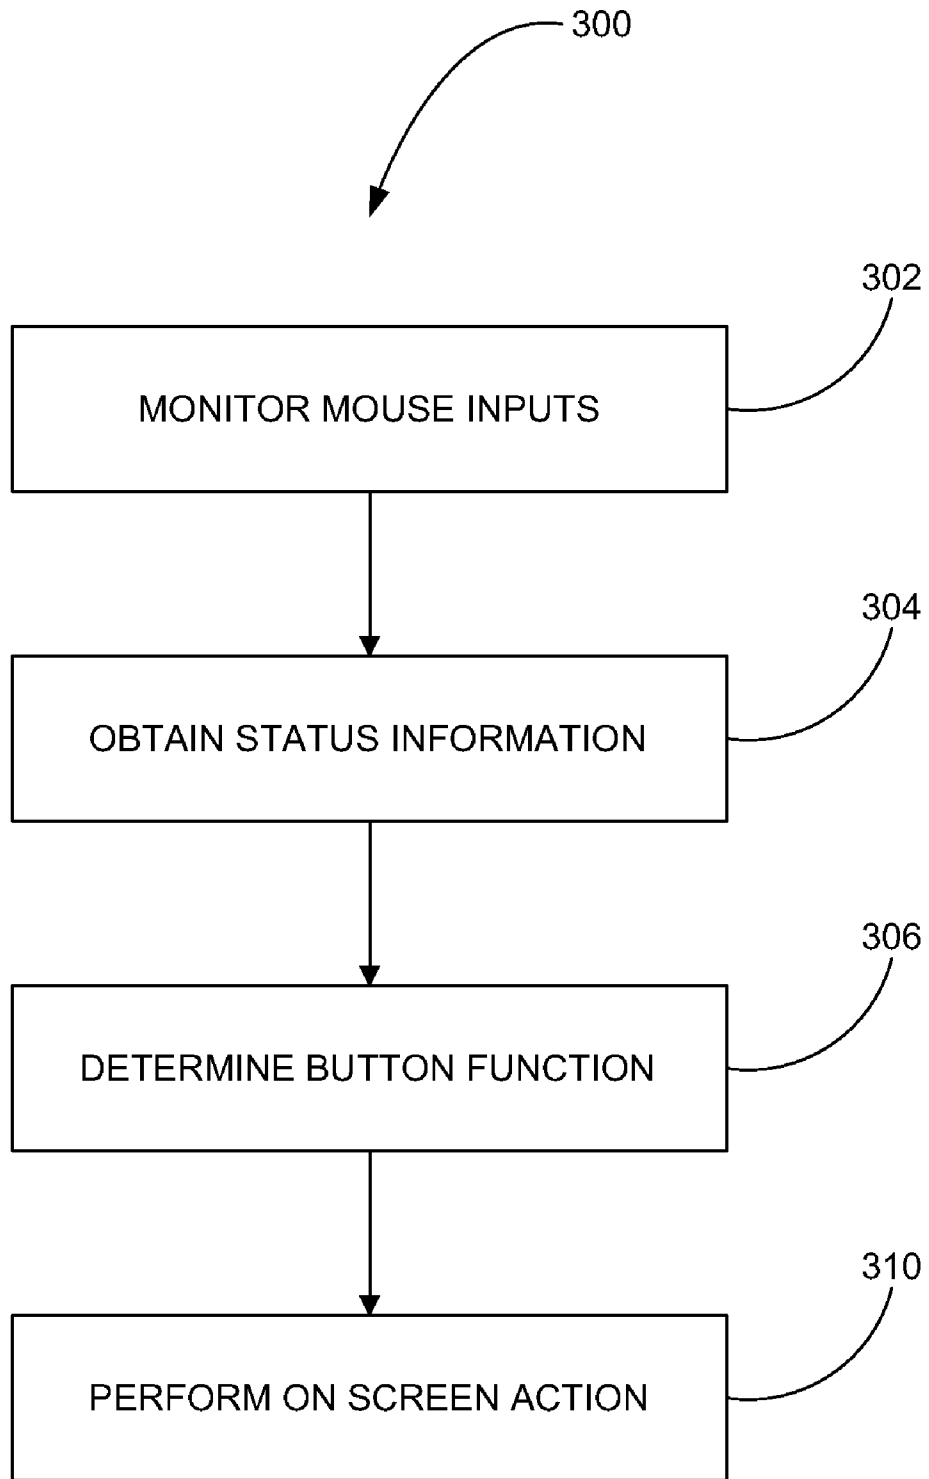 300
302
MONITOR MOUSE INPUTS
304
OBTAIN STATUS INFORMATION
306
DETERMINE BUTTON FUNCTION
310
PERFORM ON SCREEN ACTION